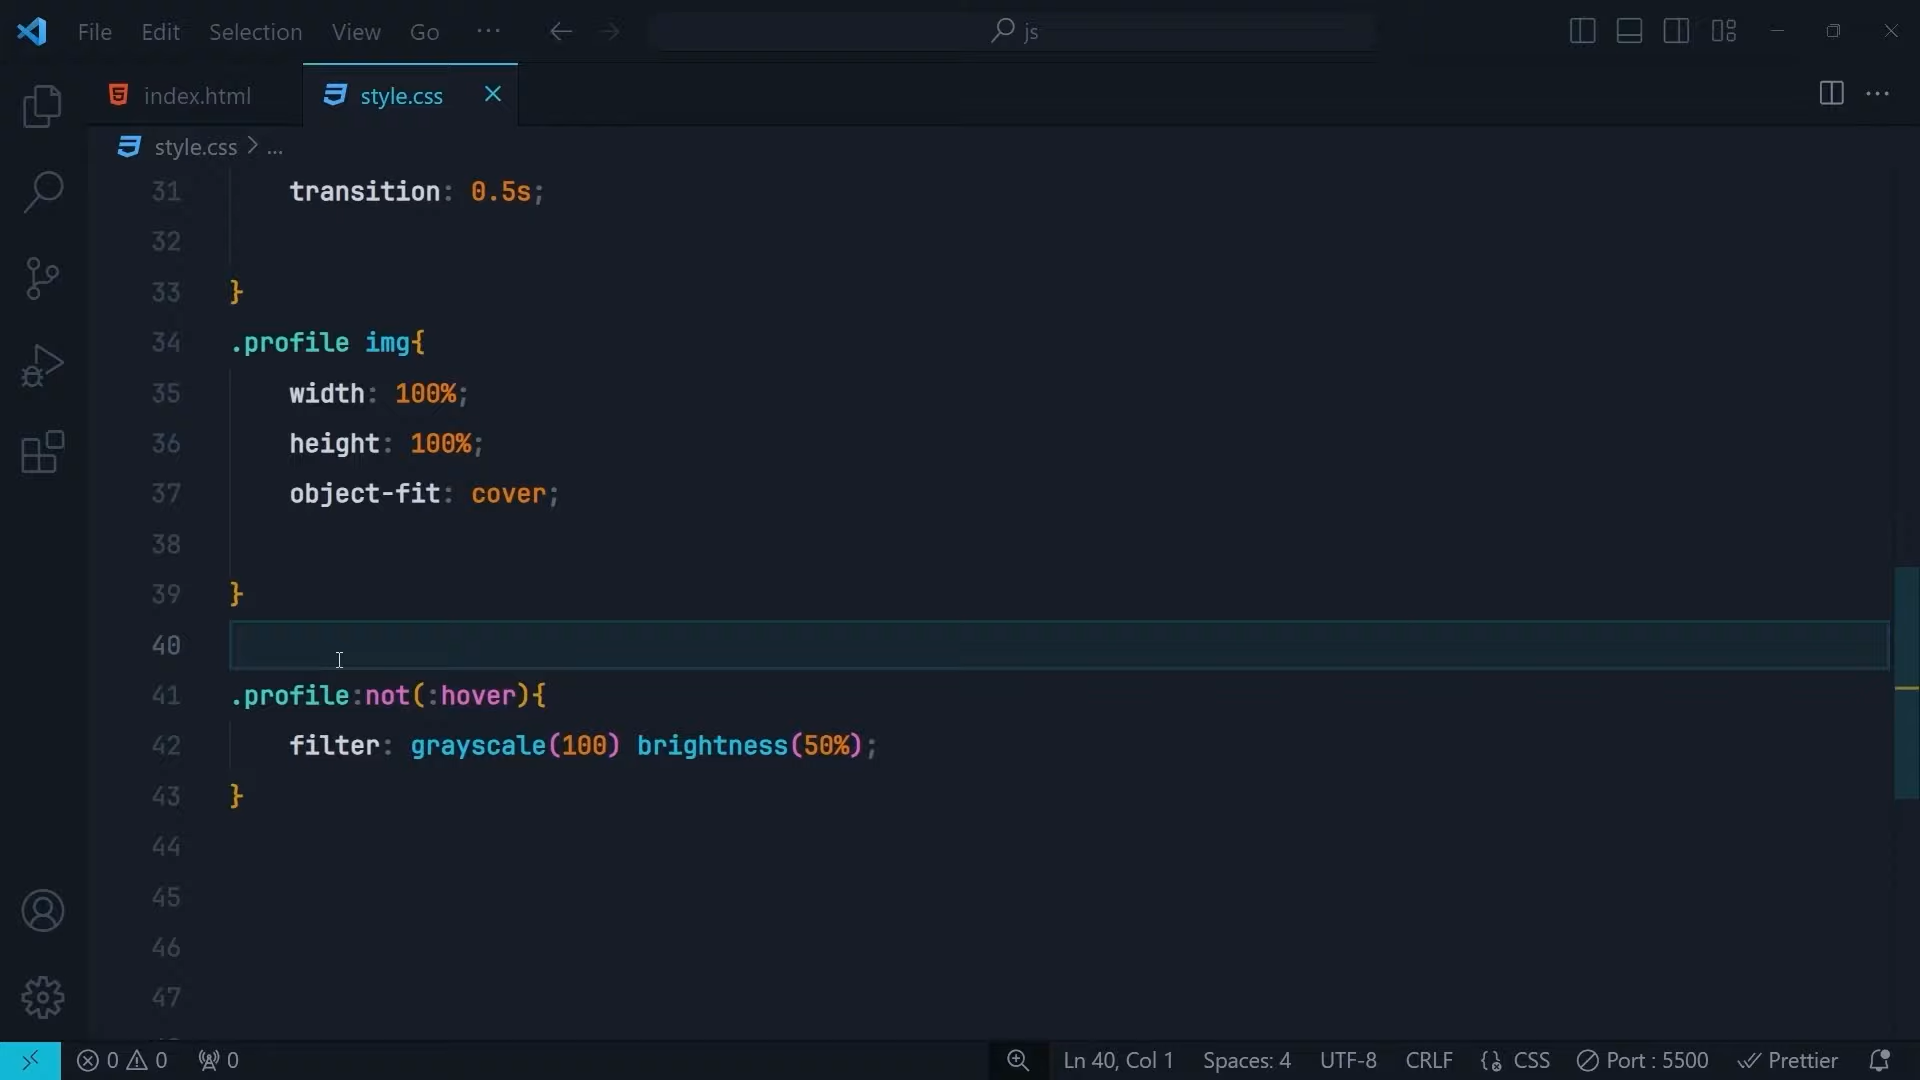 File Edit Selection View Go ... js
index.html style.css
style.css > ...
31 transition: 0.5s;
32
33 }
34 .profile img{
35 width: 100%;
36 height: 100%;
37 object-fit: cover;
38
39 }
40
41 .profile:not(:hover){
42 filter: grayscale(100) brightness(50%);
43 }
44
45
46
47
0 0 0 Ln 40, Col 1 Spaces: 4 UTF-8 CRLF CSS Port : 5500 Prettier